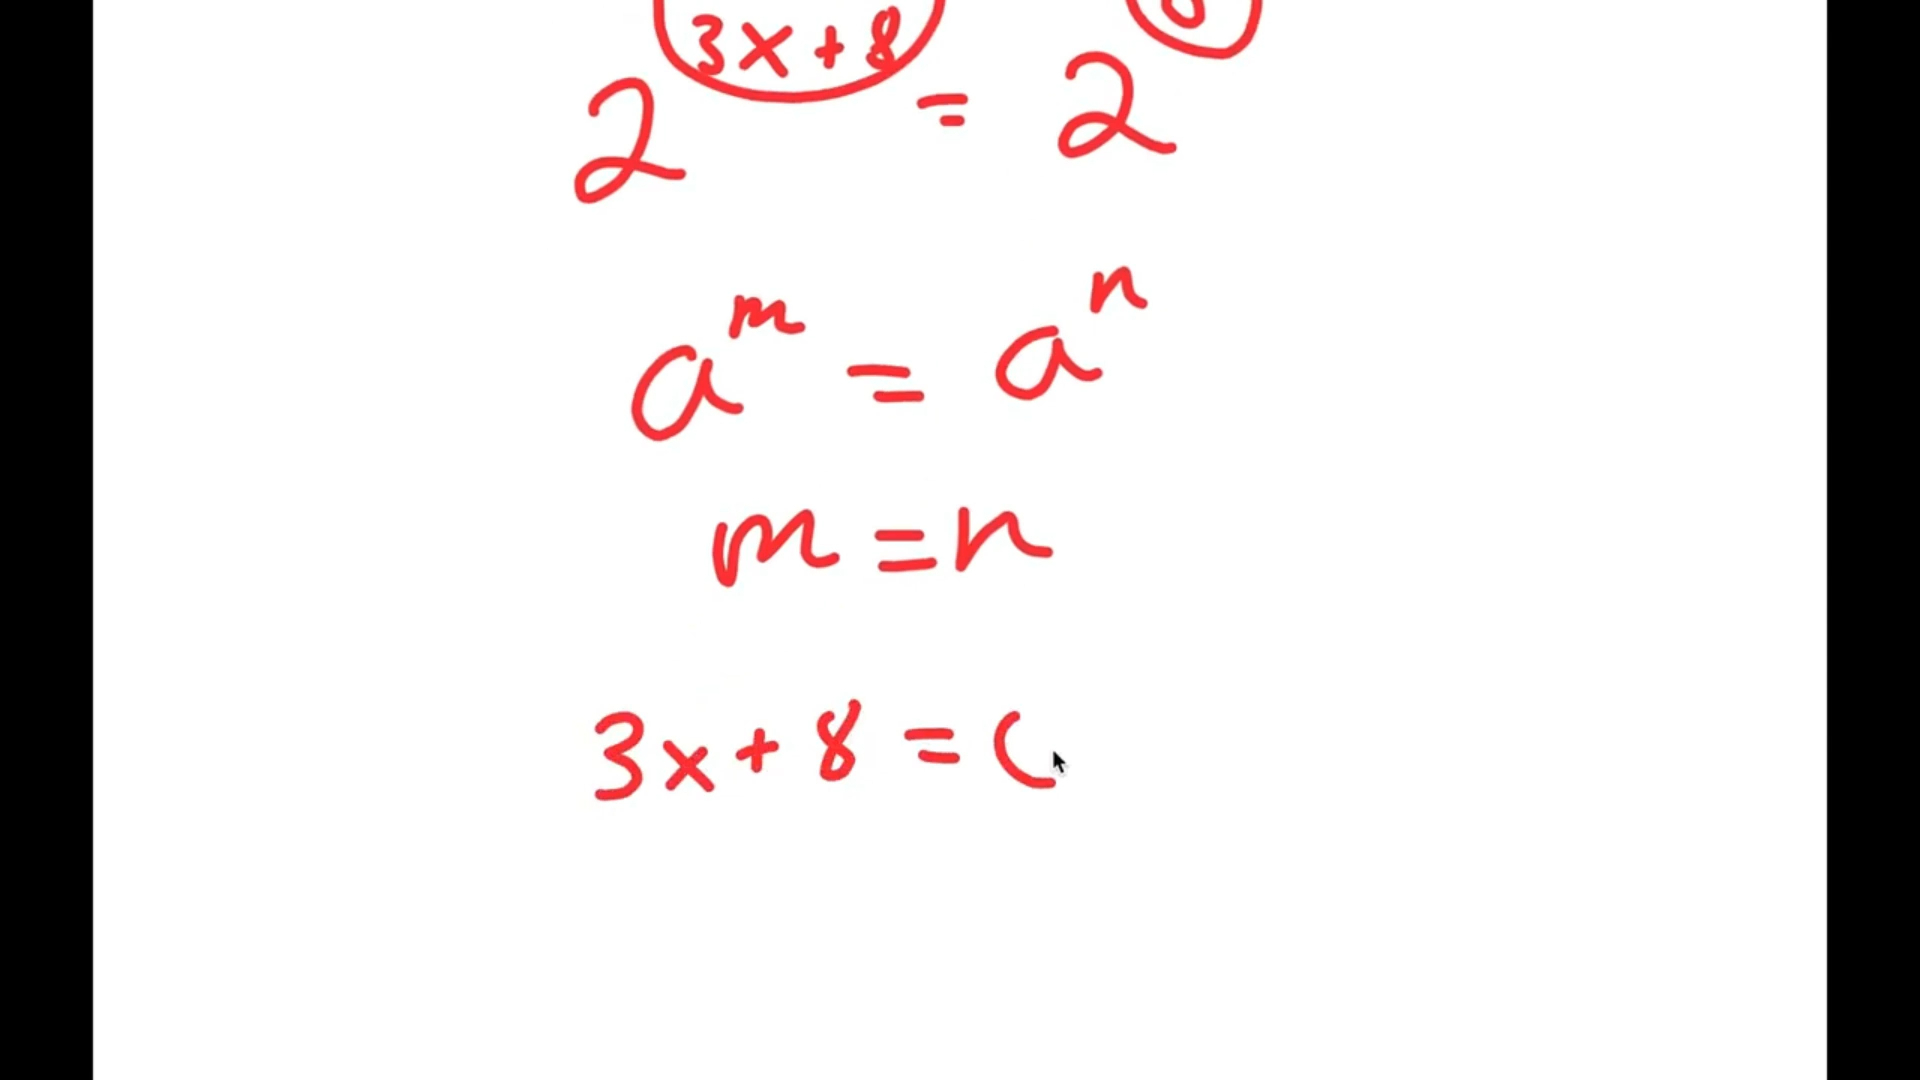 2^{3x+8} = 2
a^m = a^n
m = n
3x + 8 =